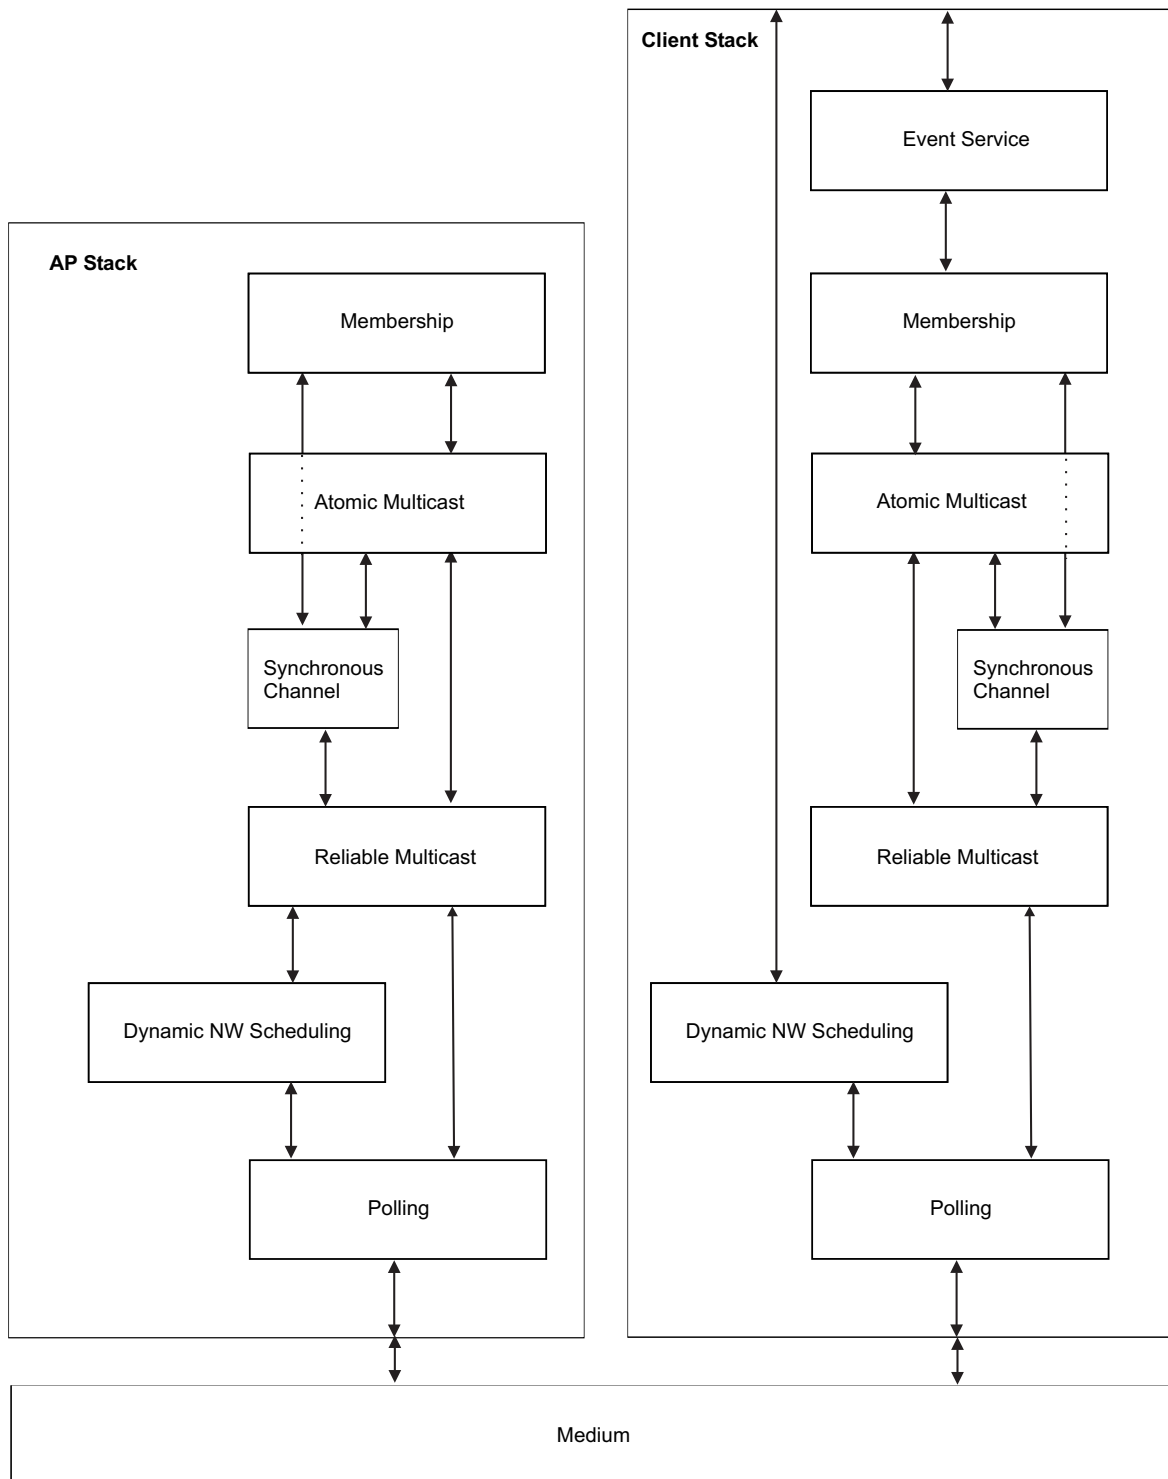 AP Stack
Membership
Atomic Multicast
Synchronous
Channel
Reliable Multicast
Dynamic NW Scheduling
Polling
Client Stack
Event Service
Membership
Atomic Multicast
Synchronous
Channel
Reliable Multicast
Dynamic NW Scheduling
Polling
Medium